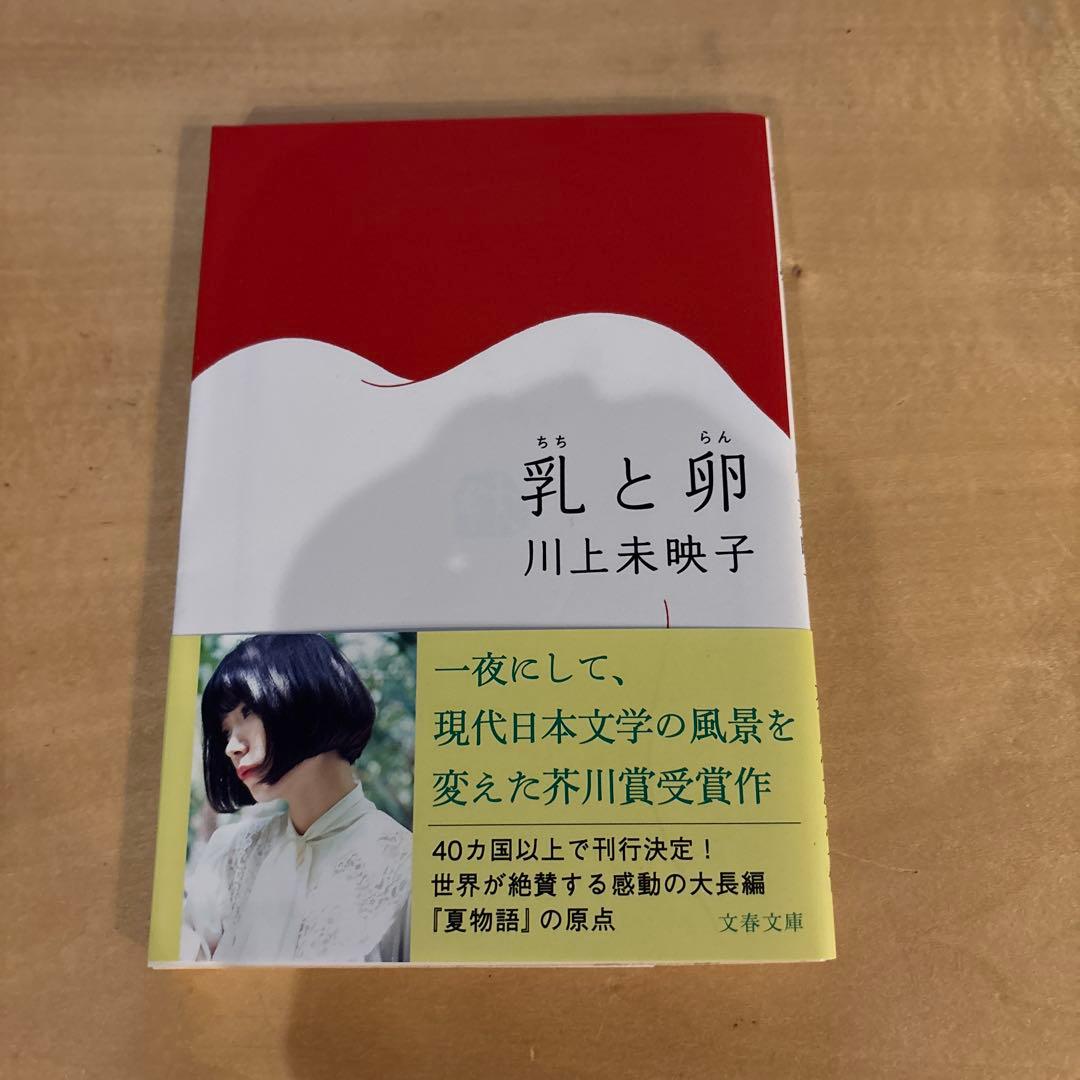 ちち らん
乳と卵
川上未映子
一夜にして、
現代日本文学の風景を
変えた芥川賞受賞作
40カ国以上で刊行決定!
世界が絶賛する感動の大長編
『夏物語』の原点
文春文庫